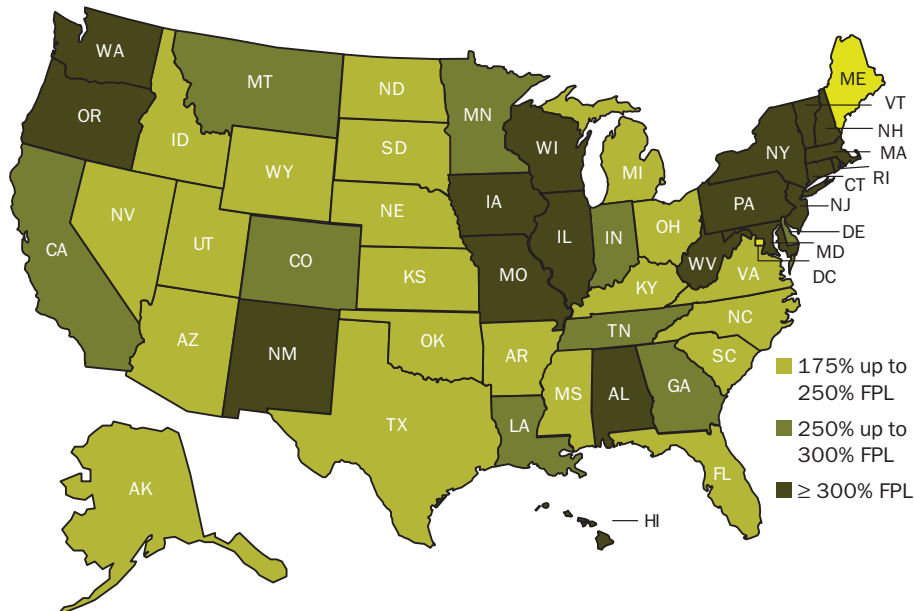 WA
OR
CA
NV
ID
MT
WY
UT
AZ
CO
NM
ND
SD
NE
KS
OK
TX
MN
IA
MO
AR
LA
WI
IL
MS
MI
IN
KY
TN
AL
OH
WV
VA
NC
SC
GA
FL
PA
NY
ME
VT
NH
MA
RI
CT
NJ
DE
MD
DC
AK
HI
175% up to
250% FPL
250% up to
300% FPL
≥ 300% FPL